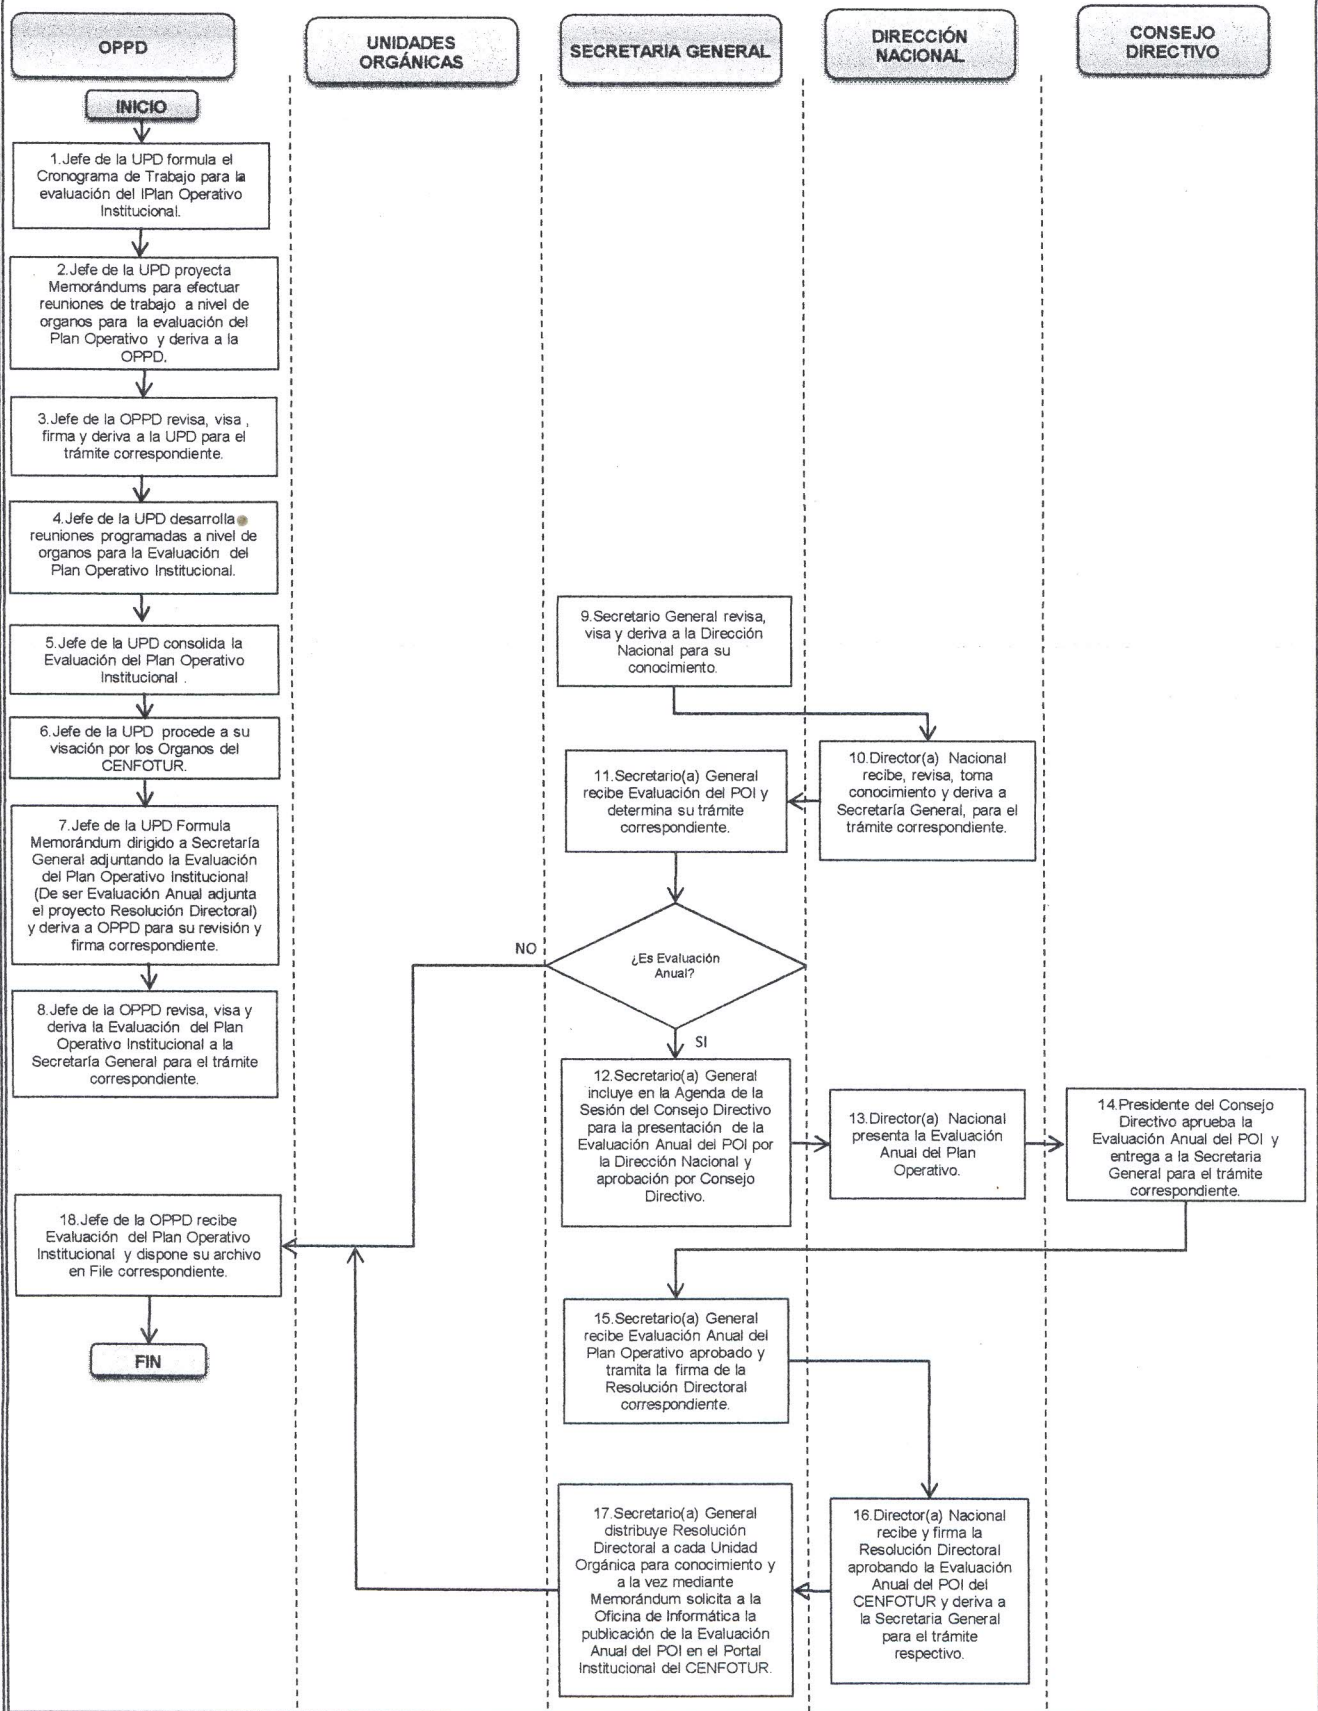 OPPD
UNIDADES
ORGÁNICAS
SECRETARIA GENERAL
DIRECCIÓN
NACIONAL
CONSEJO
DIRECTIVO
INICIO
1.Jefe de la UPD formula el
Cronograma de Trabajo para la
evaluación del IPlan Operativo
Institucional.
2.Jefe de la UPD proyecta
Memorándums para efectuar
reuniones de trabajo a nivel de
organos para la evaluación del
Plan Operativo y deriva a la
OPPD.
3.Jefe de la OPPD revisa, visa ,
firma y deriva a la UPD para el
trámite correspondiente.
4.Jefe de la UPD desarrolla
reuniones programadas a nivel de
organos para la Evaluación del
Plan Operativo Institucional.
5.Jefe de la UPD consolida la
Evaluación del Plan Operativo
Institucional .
6.Jefe de la UPD procede a su
visación por los Organos del
CENFOTUR.
7.Jefe de la UPD Formula
Memorándum dirigido a Secretaría
General adjuntando la Evaluación
del Plan Operativo Institucional
(De ser Evaluación Anual adjunta
el proyecto Resolución Directoral)
y deriva a OPPD para su revisión y
firma correspondiente.
8.Jefe de la OPPD revisa, visa y
deriva la Evaluación del Plan
Operativo Institucional a la
Secretaría General para el trámite
correspondiente.
9.Secretario General revisa,
visa y deriva a la Dirección
Nacional para su
conocimiento.
10.Director(a) Nacional
recibe, revisa, toma
conocimiento y deriva a
Secretaría General, para el
trámite correspondiente.
11.Secretario(a) General
recibe Evaluación del POI y
determina su trámite
correspondiente.
¿Es Evaluación
Anual?
NO
SI
12.Secretario(a) General
incluye en la Agenda de la
Sesión del Consejo Directivo
para la presentación de la
Evaluación Anual del POI por
la Dirección Nacional y
aprobación por Consejo
Directivo.
13.Director(a) Nacional
presenta la Evaluación
Anual del Plan
Operativo.
14.Presidente del Consejo
Directivo aprueba la
Evaluación Anual del POI y
entrega a la Secretaria
General para el trámite
correspondiente.
15.Secretario(a) General
recibe Evaluación Anual del
Plan Operativo aprobado y
tramita la firma de la
Resolución Directoral
correspondiente.
16.Director(a) Nacional
recibe y firma la
Resolución Directoral
aprobando la Evaluación
Anual del POI del
CENFOTUR y deriva a
la Secretaria General
para el trámite
respectivo.
17.Secretario(a) General
distribuye Resolución
Directoral a cada Unidad
Orgánica para conocimiento y
a la vez mediante
Memorándum solicita a la
Oficina de Informática la
publicación de la Evaluación
Anual del POI en el Portal
Institucional del CENFOTUR.
18.Jefe de la OPPD recibe
Evaluación del Plan Operativo
Institucional y dispone su archivo
en File correspondiente.
FIN